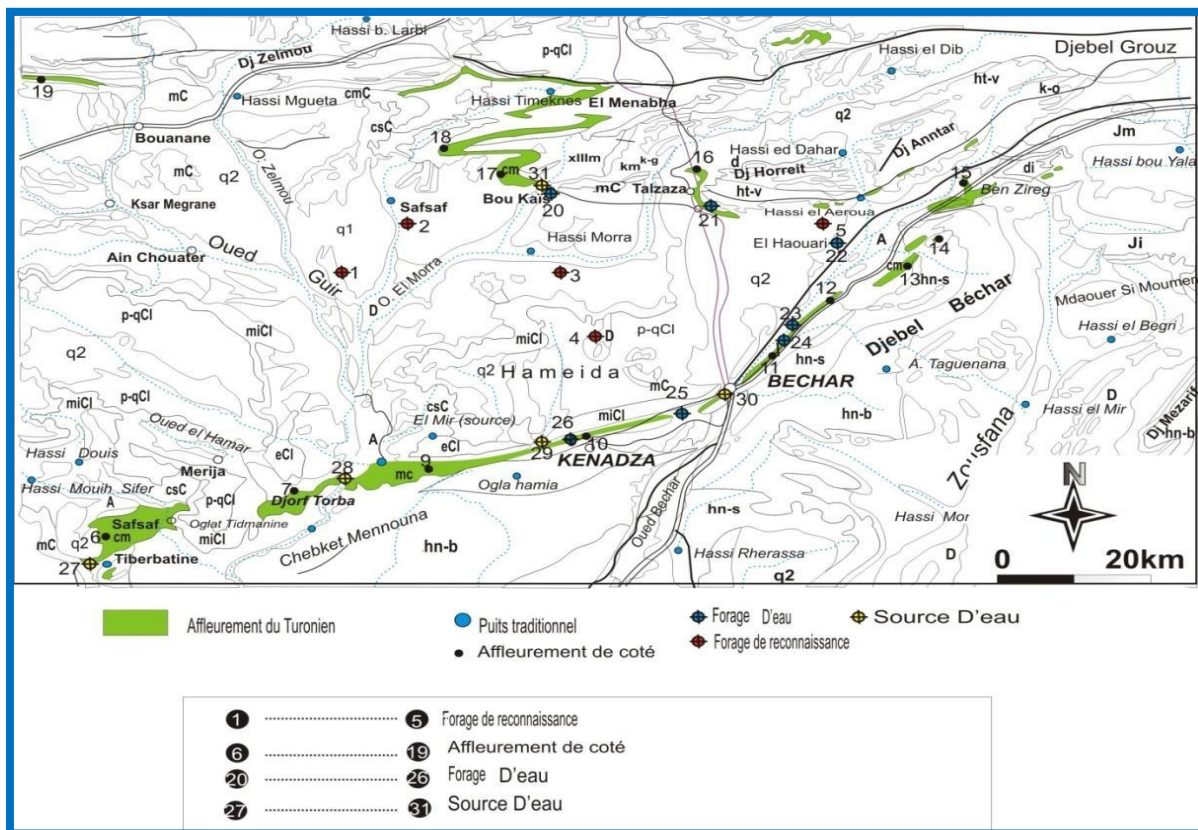 Hassi b. Larbi
Dj Zelmou
p-qCl
Hassi el Dib
Djebel Grouz
19
mC
Hassi Mgueta
cmC
Hassi Timeknes
El Menabha
ht-v
k-o
q2
Bouanane
csC
18
xlllm
km
k-g
Hassi ed Dahar
Dj Anntar
Jm
Hassi bou Yala
mC
q2
O. Zelmou
17
cm
31
mC
16
d
Dj Horreit
Talzaza
ht-v
15
di
Ben Zireg
Ksar Megrane
Safsaf
2
Bou Kais
20
21
Hassi el Aeroua
5
El Haouari
22
A
14
Ji
q1
Oued
Guir
Ain Chouater
1
O. El Morra
D
Hassi Morra
3
q2
cm
13
hn-s
12
Mdaouer Si Moumen
p-qCl
miCl
miCl
4
D
p-qCl
23
24
Djebel Béchar
Hassi el Begri
q2
q2
Hameida
11
hn-s
A. Taguenana
BECHAR
p-qCl
miCl
mC
25
30
hn-b
D
Hassi el Mir
Dj Mezarif
hn-b
csC
El Mir (source)
miCl
26
Oued el Hamar
Hassi Douis
Merija
eCl
A
eCl
29
10
KENADZA
Zousfana
N
Hassi Mouih Sifer
csC
A
p-qCl
28
7
Djorf Torba
mc
9
Ogla hamia
Oued Bechar
hn-s
Hassi Mor
Safsaf
cm
6
Oglat Tidmanine
miCl
Chebket Mennouna
hn-b
mC
q2
27
Tiberbatine
Hassi Rherassa
q2
D
0 20km
Affleurement du Turonien
Puits traditionnel
Affleurement de coté
Forage D'eau
Forage de reconnaissance
Source D'eau
1 5 Forage de reconnaissance
6 19 Affleurement de coté
20 26 Forage D'eau
27 31 Source D'eau